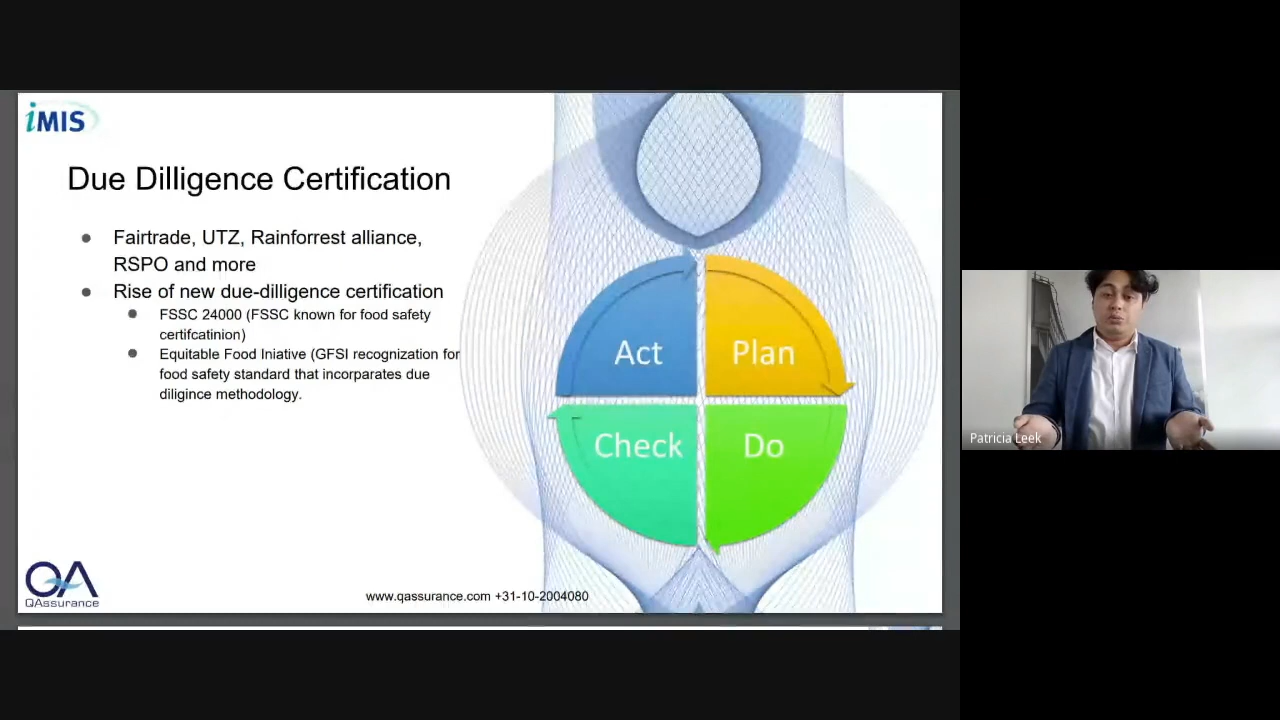 iMIS
Due Dilligence Certification
Fairtrade, UTZ, Rainforrest alliance,
RSPO and more
Rise of new due-dilligence certification
FSSC 24000 (FSSC known for food safety
certifcatinion)
Equitable Food Iniative (GFSI recognization for
food safety standard that incorparates due
diligince methodology.
Act
Plan
Check
Do
QA
QAssurance
www.qassurance.com +31-10-2004080
Patricia Leek